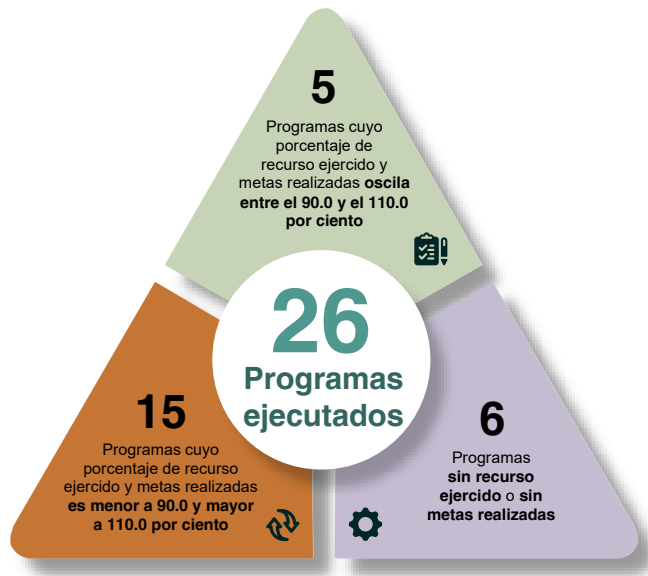 5
Programas cuyo
porcentaje de
recurso ejercido y
metas realizadas oscila
entre el 90.0 y el 110.0
por ciento
26
Programas
ejecutados
15
Programas cuyo
porcentaje de recurso
ejercido y metas realizadas
es menor a 90.0 y mayor
a 110.0 por ciento
6
Programas
sin recurso
ejercido o sin
metas realizadas